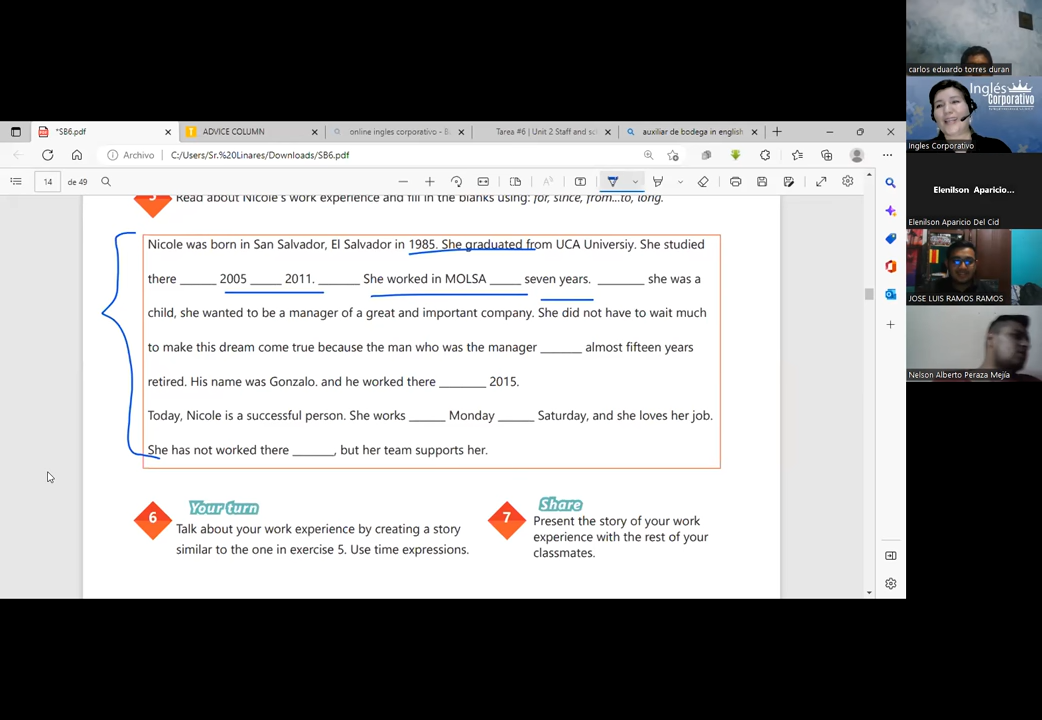 *SB6.pdf
ADVICE COLUMN
online ingles corporativo - B
Tarea #6 | Unit 2 Staff and sc
auxiliar de bodega in english
Archivo
C:/Users/Sr.%20Linares/Downloads/SB6.pdf
14
de 49
Read about Nicole's work experience and fill in the blanks using: for, since, from...to, long.
Nicole was born in San Salvador, El Salvador in 1985. She graduated from UCA Universiy. She studied
there ______ 2005 _____ 2011. _______ She worked in MOLSA _____ seven years. ________ she was a
child, she wanted to be a manager of a great and important company. She did not have to wait much
to make this dream come true because the man who was the manager _______ almost fifteen years
retired. His name was Gonzalo. and he worked there ________ 2015.
Today, Nicole is a successful person. She works ______ Monday ______ Saturday, and she loves her job.
She has not worked there _______, but her team supports her.
6
Your turn
Talk about your work experience by creating a story
similar to the one in exercise 5. Use time expressions.
7
Share
Present the story of your work
experience with the rest of your
classmates.
carlos eduardo torres duran
Inglés
Corporativo
Ingles Corporativo
Elenilson Aparicio...
Elenilson Aparicio Del Cid
JOSE LUIS RAMOS RAMOS
Nelson Alberto Peraza Mejía